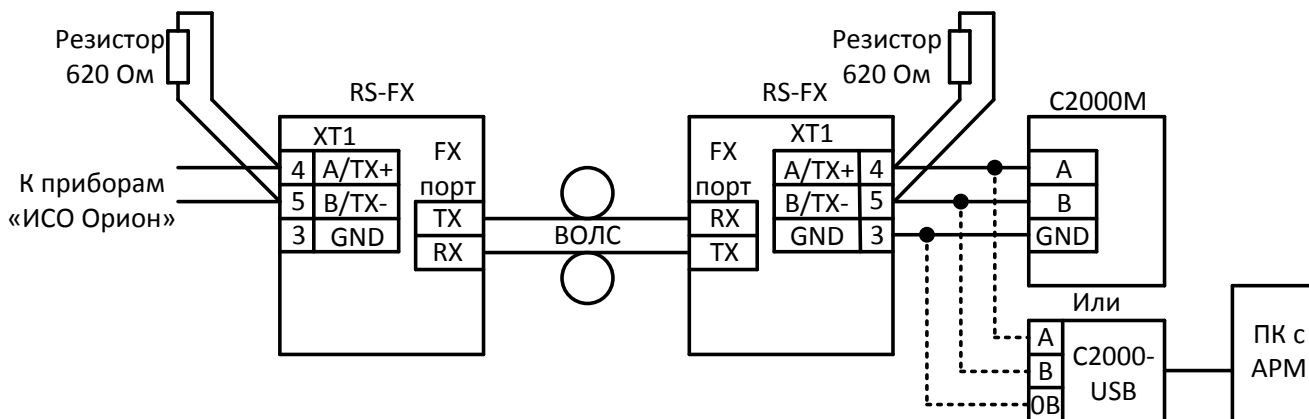 Резистор
620 Ом
RS-FX
XT1
4 A/TX+
5 B/TX-
3 GND
FX
порт
TX
RX
К приборам
«ИСО Орион»
ВОЛС
Резистор
620 Ом
RS-FX
FX
порт
RX
TX
XT1
A/TX+ 4
B/TX- 5
GND 3
С2000М
A
B
GND
Или
A
B
0B
С2000-
USB
ПК с
АРМ